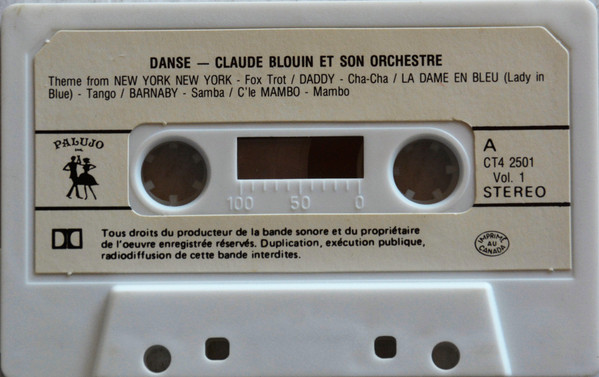 DANSE — CLAUDE BLOUIN ET SON ORCHESTRE
Theme from NEW YORK NEW YORK - Fox Trot / DADDY - Cha-Cha / LA DAME EN BLEU (Lady in
Blue) - Tango / BARNABY - Samba / C'le MAMBO - Mambo
PALUJO
A
CT4 2501
Vol. 1
STEREO
100 50 0
Tous droits du producteur de la bande sonore et du propriétaire
de l'oeuvre enregistrée réservés. Duplication, exécution publique,
radiodiffusion de cette bande interdites.
IMPRIMÉ
AU
CANADA